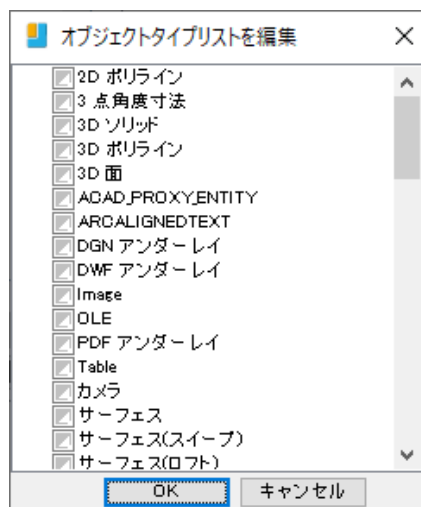 オブジェクトタイプリストを編集
2D ポリライン
3 点角度寸法
3D ソリッド
3D ポリライン
3D 面
ACAD_PROXY_ENTITY
ARCALIGNEDTEXT
DGN アンダーレイ
DWF アンダーレイ
Image
OLE
PDF アンダーレイ
Table
カメラ
サーフェス
サーフェス(スイープ)
サーフェス(ロフト)
OK
キャンセル